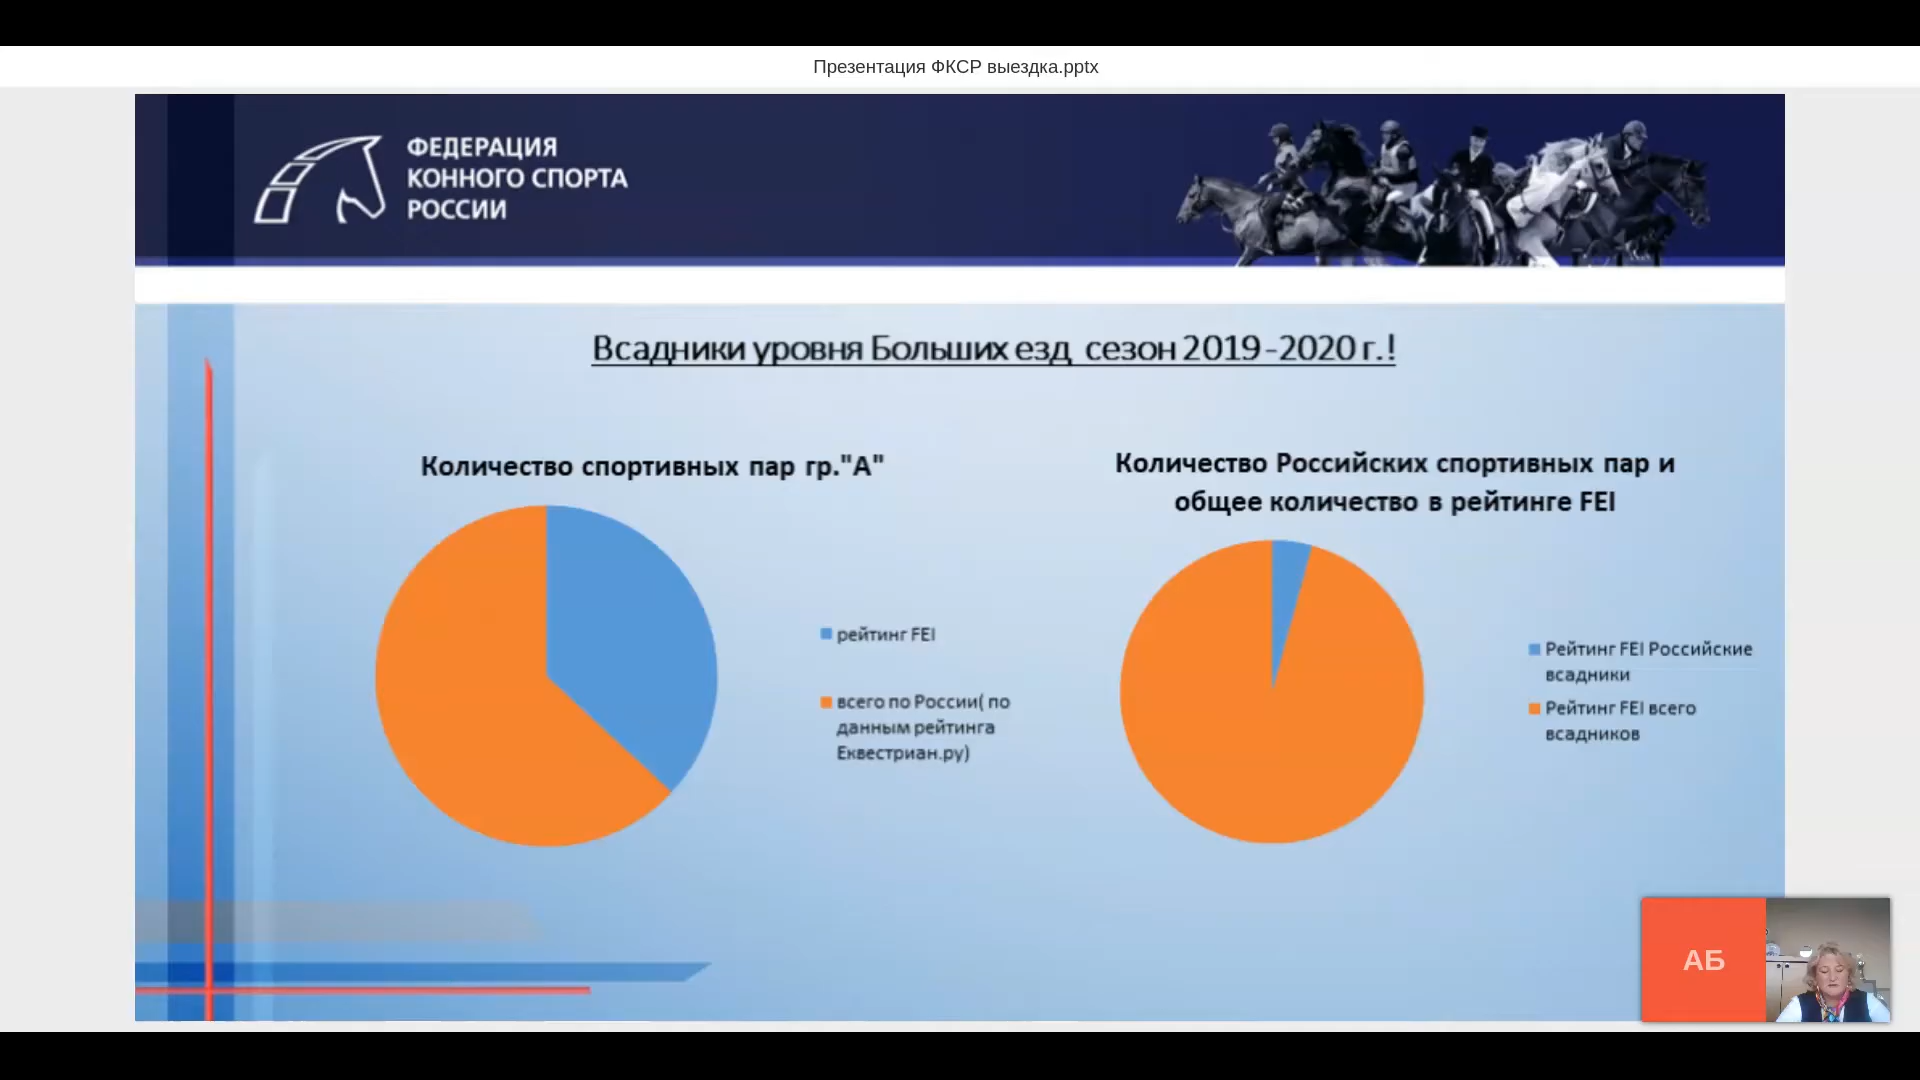 Презентация ФКСР выездка.pptx
ФЕДЕРАЦИЯ
КОННОГО СПОРТА
РОССИИ
Всадники уровня Больших езд сезон 2019-2020 г.!
Количество спортивных пар гр."А"
рейтинг FEI
всего по России( по
данным рейтинга
Еквестриан.ру)
Количество Российских спортивных пар и
общее количество в рейтинге FEI
Рейтинг FEI Российские
всадники
Рейтинг FEI всего
всадников
АБ